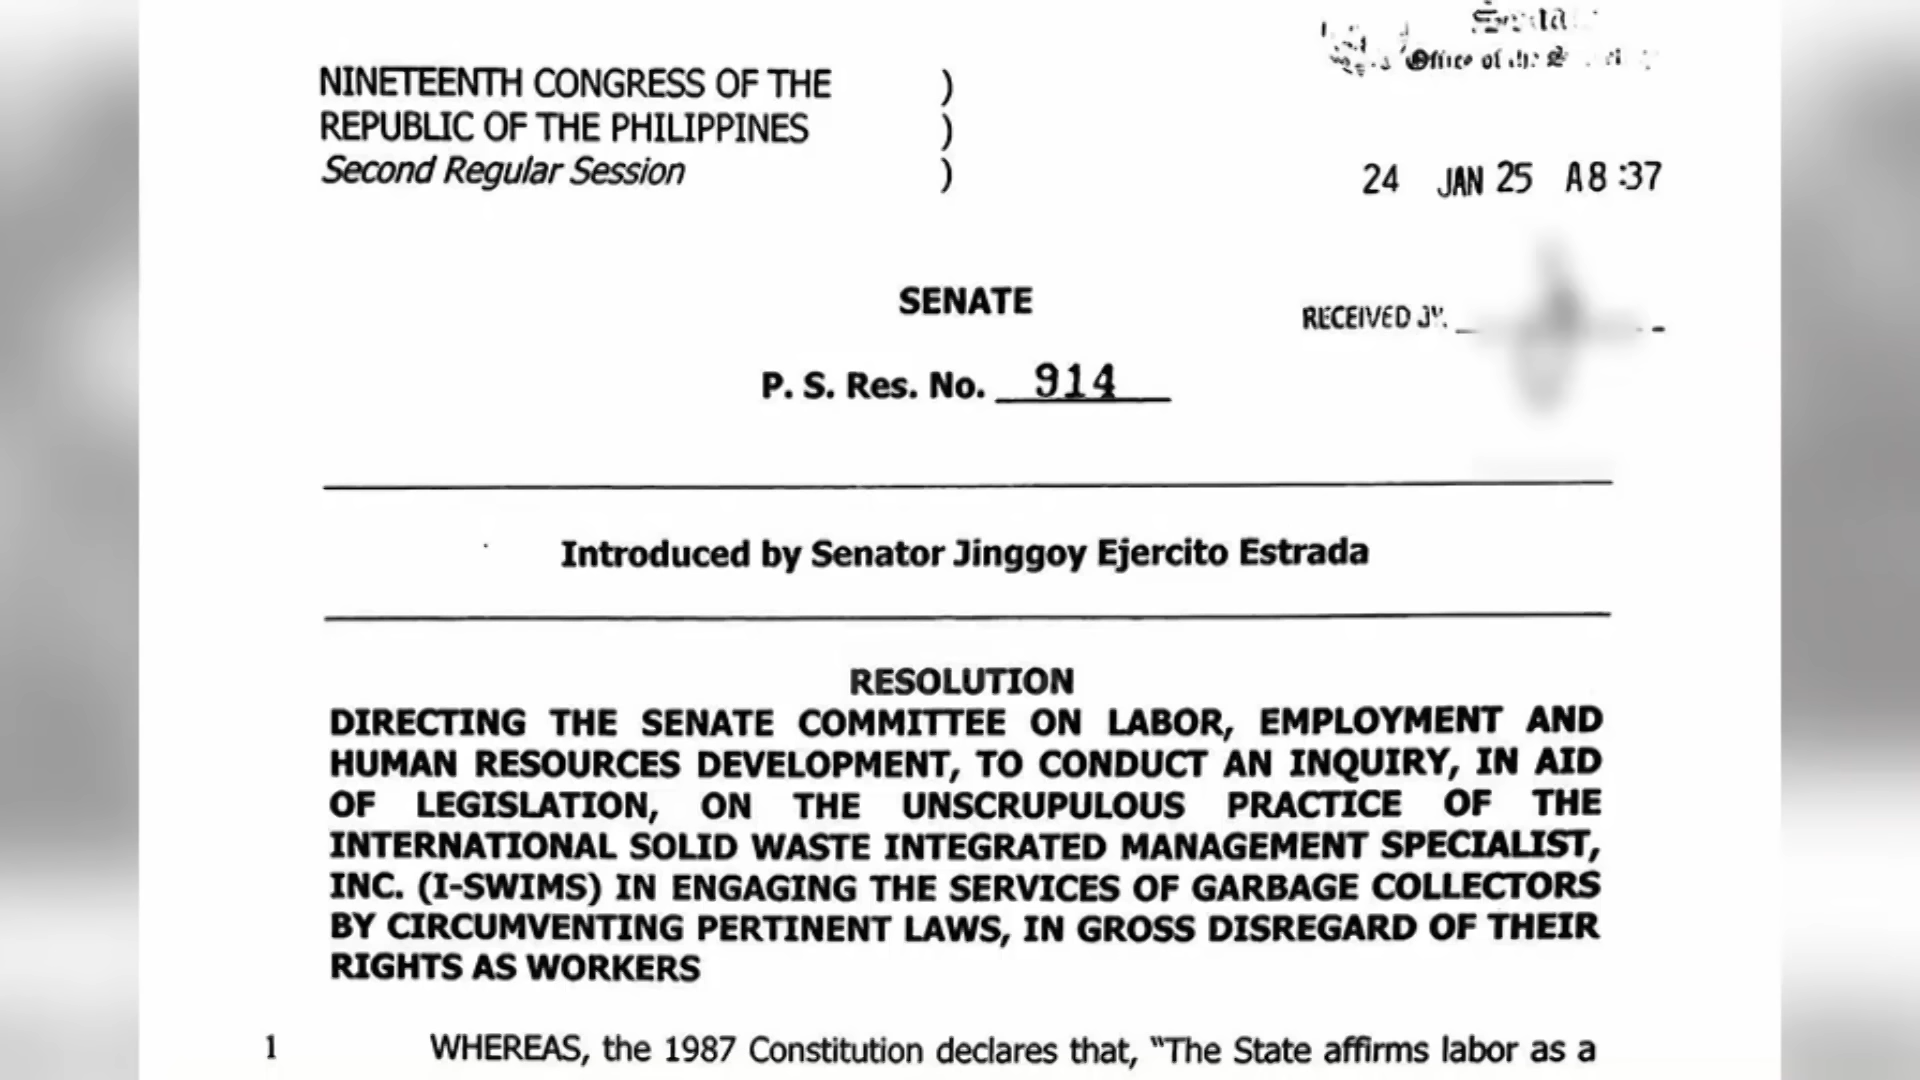 Office of the
NINETEENTH CONGRESS OF THE )
REPUBLIC OF THE PHILIPPINES )
Second Regular Session )
24 JAN 25 A8:37
SENATE
RECEIVED
P. S. Res. No. 914
Introduced by Senator Jinggoy Ejercito Estrada
RESOLUTION
DIRECTING THE SENATE COMMITTEE ON LABOR, EMPLOYMENT AND
HUMAN RESOURCES DEVELOPMENT, TO CONDUCT AN INQUIRY, IN AID
OF LEGISLATION, ON THE UNSCRUPULOUS PRACTICE OF THE
INTERNATIONAL SOLID WASTE INTEGRATED MANAGEMENT SPECIALIST,
INC. (I-SWIMS) IN ENGAGING THE SERVICES OF GARBAGE COLLECTORS
BY CIRCUMVENTING PERTINENT LAWS, IN GROSS DISREGARD OF THEIR
RIGHTS AS WORKERS
1 WHEREAS, the 1987 Constitution declares that, “The State affirms labor as a